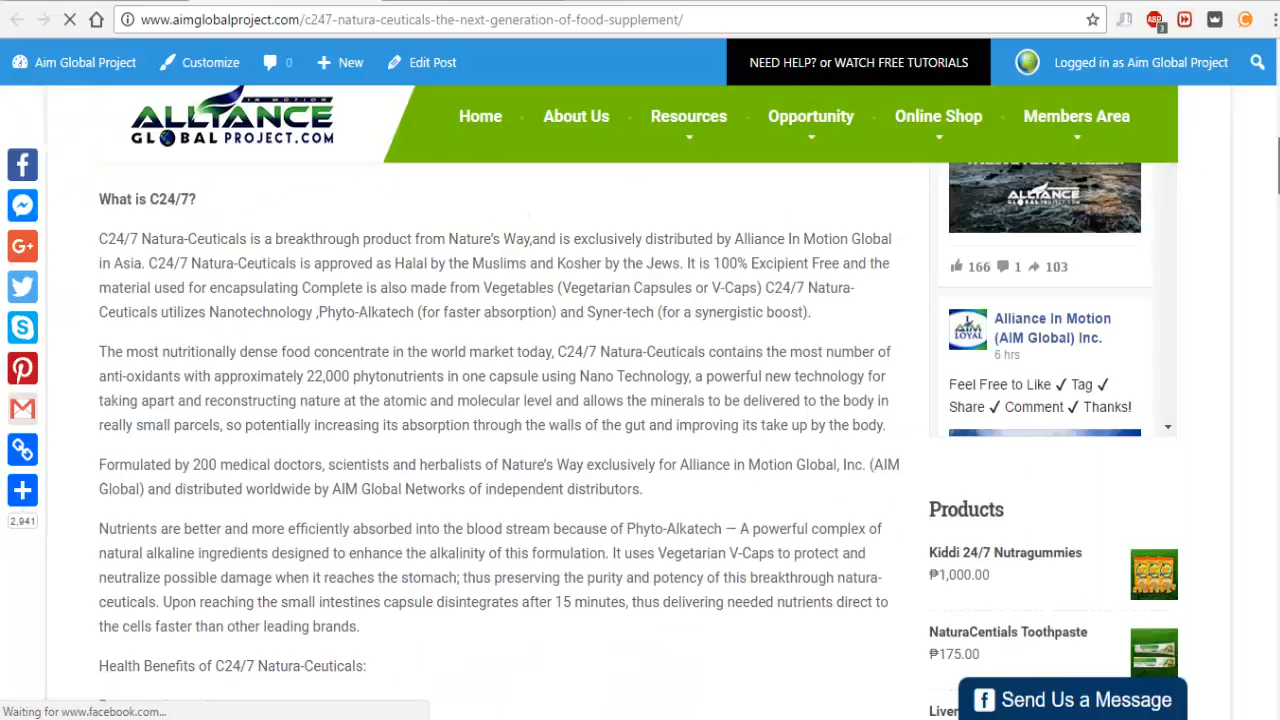 www.aimglobalproject.com/c247-natura-ceuticals-the-next-generation-of-food-supplement/
ABP
3
Aim Global Project
Customize
0
New
Edit Post
NEED HELP? or WATCH FREE TUTORIALS
Logged in as Aim Global Project
IN MOTION
ALLIANCE
GLOBALPROJECT.COM
Home
About Us
Resources
Opportunity
Online Shop
Members Area
What is C24/7?
C24/7 Natura-Ceuticals is a breakthrough product from Nature's Way,and is exclusively distributed by Alliance In Motion Global
in Asia. C24/7 Natura-Ceuticals is approved as Halal by the Muslims and Kosher by the Jews. It is 100% Excipient Free and the
material used for encapsulating Complete is also made from Vegetables (Vegetarian Capsules or V-Caps) C24/7 Natura-
Ceuticals utilizes Nanotechnology ,Phyto-Alkatech (for faster absorption) and Syner-tech (for a synergistic boost).
The most nutritionally dense food concentrate in the world market today, C24/7 Natura-Ceuticals contains the most number of
anti-oxidants with approximately 22,000 phytonutrients in one capsule using Nano Technology, a powerful new technology for
taking apart and reconstructing nature at the atomic and molecular level and allows the minerals to be delivered to the body in
really small parcels, so potentially increasing its absorption through the walls of the gut and improving its take up by the body.
Formulated by 200 medical doctors, scientists and herbalists of Nature's Way exclusively for Alliance in Motion Global, Inc. (AIM
Global) and distributed worldwide by AIM Global Networks of independent distributors.
Nutrients are better and more efficiently absorbed into the blood stream because of Phyto-Alkatech — A powerful complex of
natural alkaline ingredients designed to enhance the alkalinity of this formulation. It uses Vegetarian V-Caps to protect and
neutralize possible damage when it reaches the stomach; thus preserving the purity and potency of this breakthrough natura-
ceuticals. Upon reaching the small intestines capsule disintegrates after 15 minutes, thus delivering needed nutrients direct to
the cells faster than other leading brands.
Health Benefits of C24/7 Natura-Ceuticals:
2,941
ALLIANCE
166 1 103
AIM
LOYAL
Alliance In Motion
(AIM Global) Inc.
6 hrs
Feel Free to Like ✓ Tag ✓
Share ✓ Comment ✓ Thanks!
Products
Kiddi 24/7 Nutragummies
₱1,000.00
NaturaCentials Toothpaste
₱175.00
Send Us a Message
Waiting for www.facebook.com...